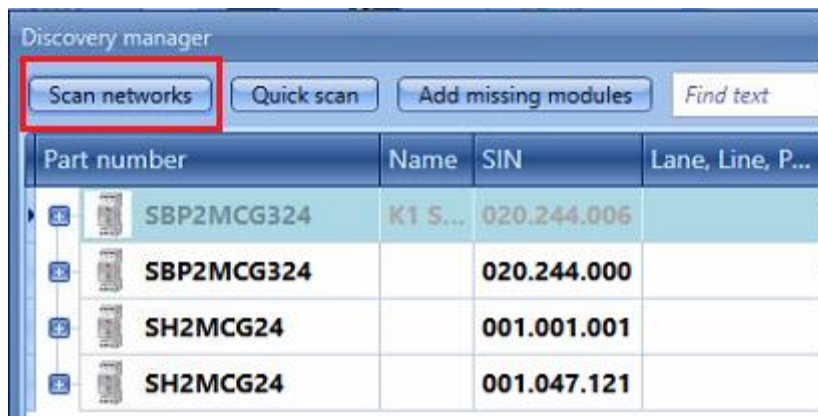 Discovery manager
Scan networks Quick scan Add missing modules Find text
Part number Name SIN Lane, Line, P...
SBP2MCG324 K1 S... 020.244.006
SBP2MCG324 020.244.000
SH2MCG24 001.001.001
SH2MCG24 001.047.121